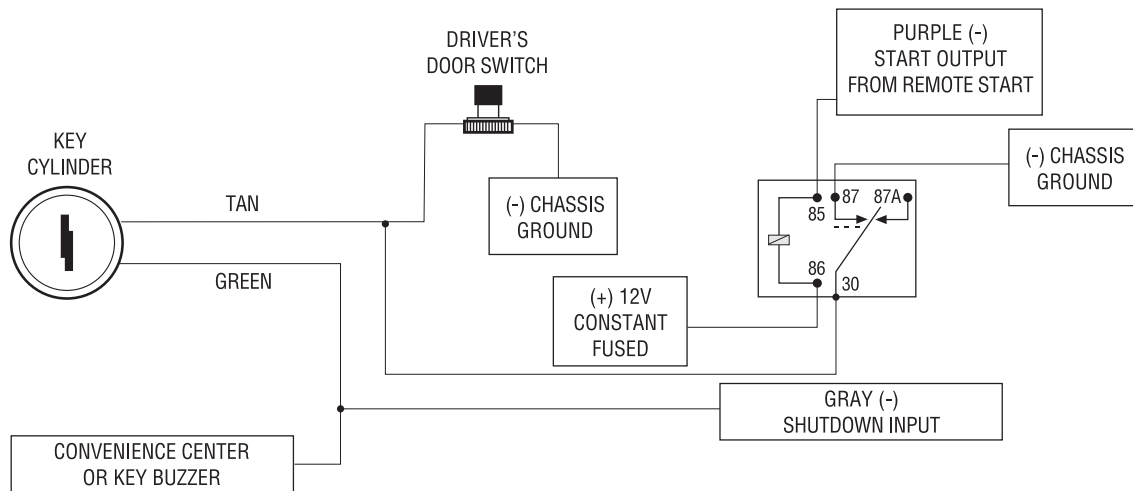 PURPLE (-)
START OUTPUT
FROM REMOTE START
DRIVER'S
DOOR SWITCH
KEY
CYLINDER
(-) CHASSIS
GROUND
TAN
(-) CHASSIS
GROUND
87
87A
85
86
30
GREEN
(+) 12V
CONSTANT
FUSED
GRAY (-)
SHUTDOWN INPUT
CONVENIENCE CENTER
OR KEY BUZZER